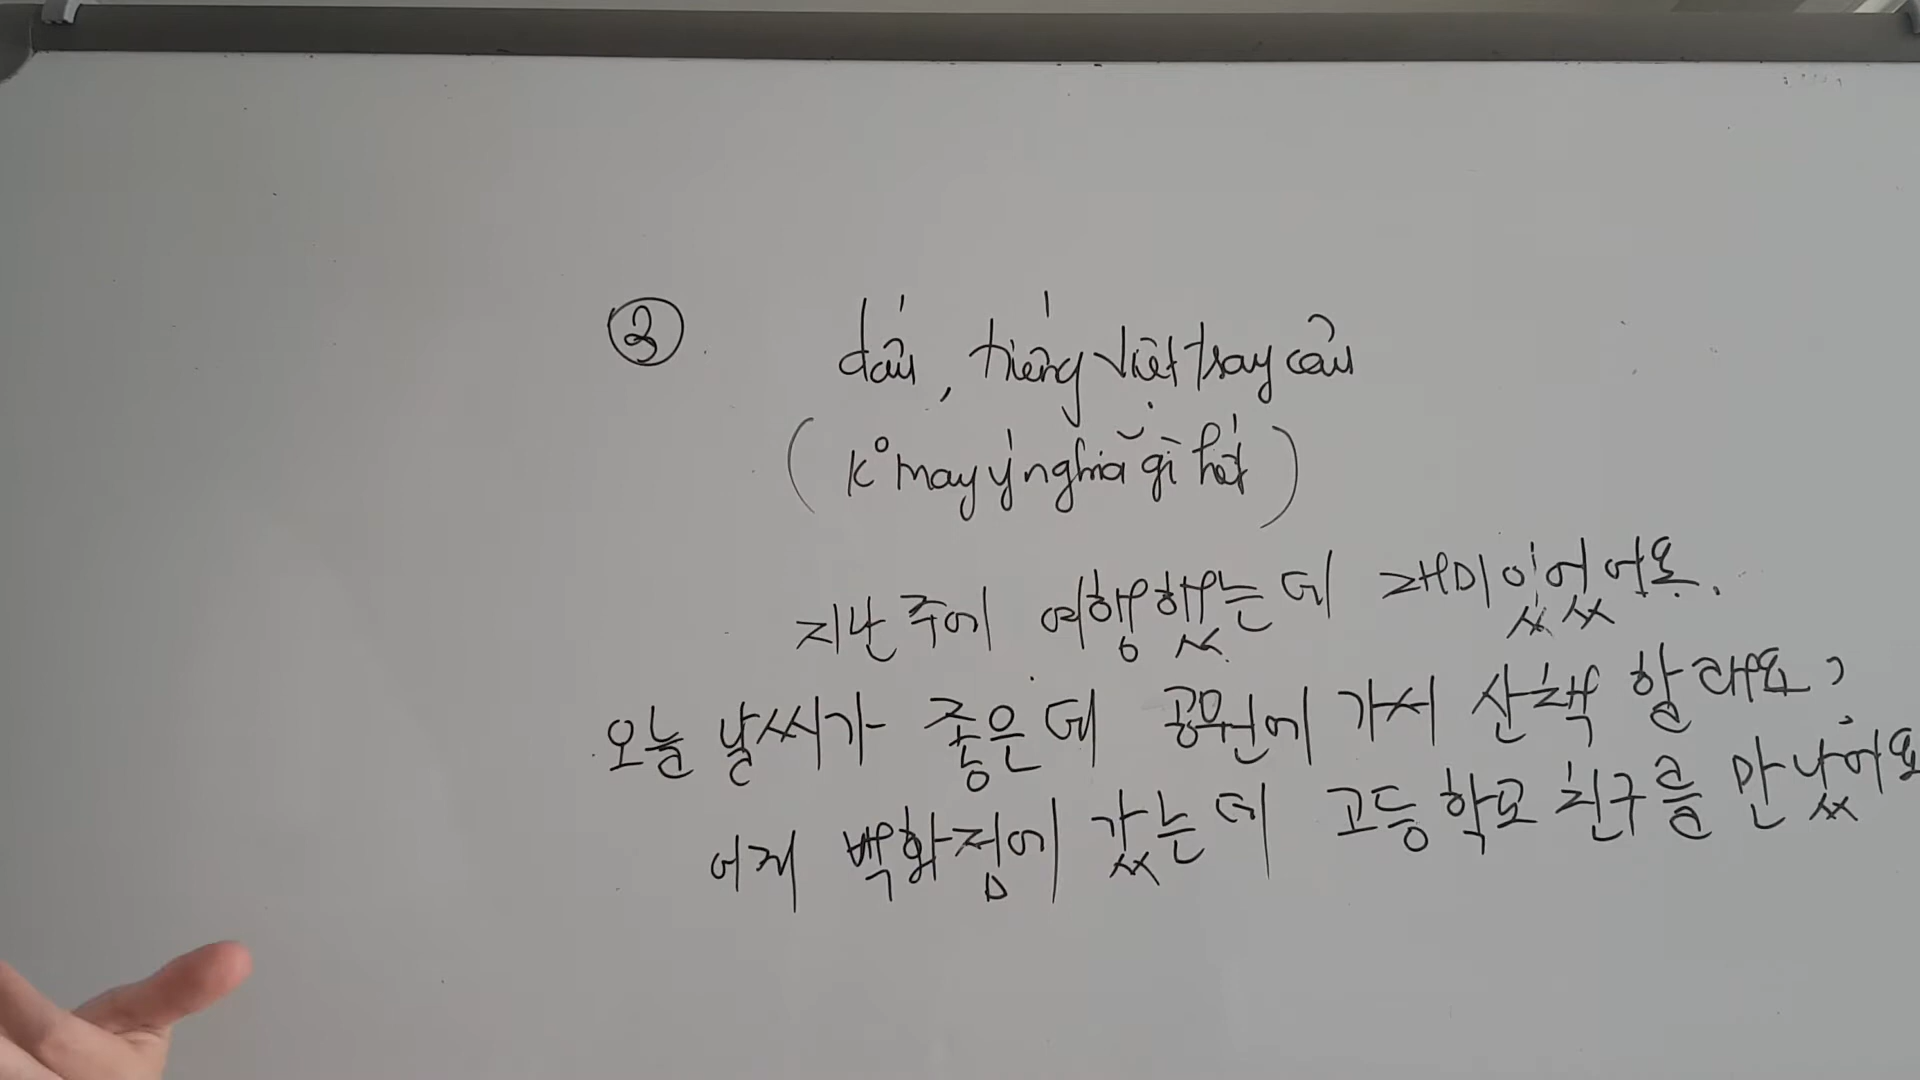 ③ dấu , tiếng việt trong câu
(k° may ý nghĩa gì hết)
지난 주에 여행했는데 재미있었어요.
오늘 날씨가 좋은데 공원에 가서 산책 할래요?
어제 백화점에 갔는데 고등학교 친구를 만났어요